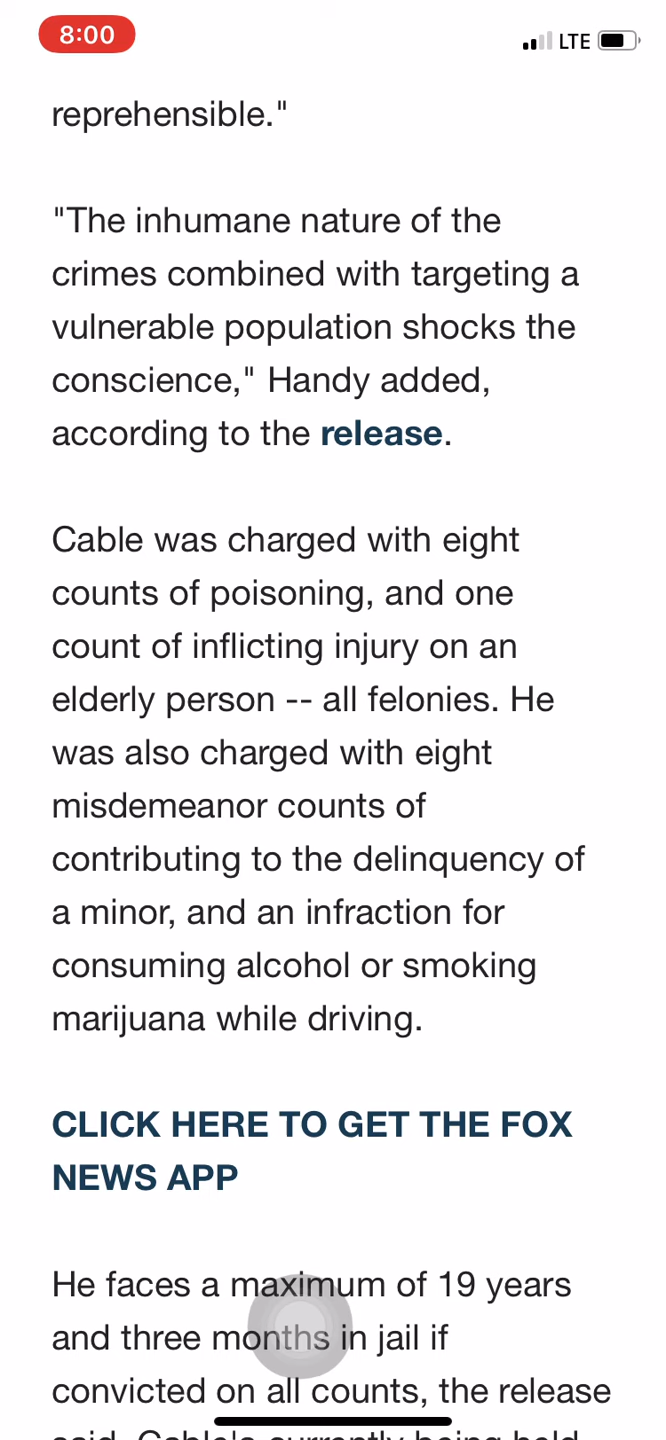 8:00
LTE
reprehensible."
"The inhumane nature of the
crimes combined with targeting a
vulnerable population shocks the
conscience," Handy added,
according to the release.
Cable was charged with eight
counts of poisoning, and one
count of inflicting injury on an
elderly person -- all felonies. He
was also charged with eight
misdemeanor counts of
contributing to the delinquency of
a minor, and an infraction for
consuming alcohol or smoking
marijuana while driving.
CLICK HERE TO GET THE FOX
NEWS APP
He faces a maximum of 19 years
and three months in jail if
convicted on all counts, the release
said. Cable's currently being held